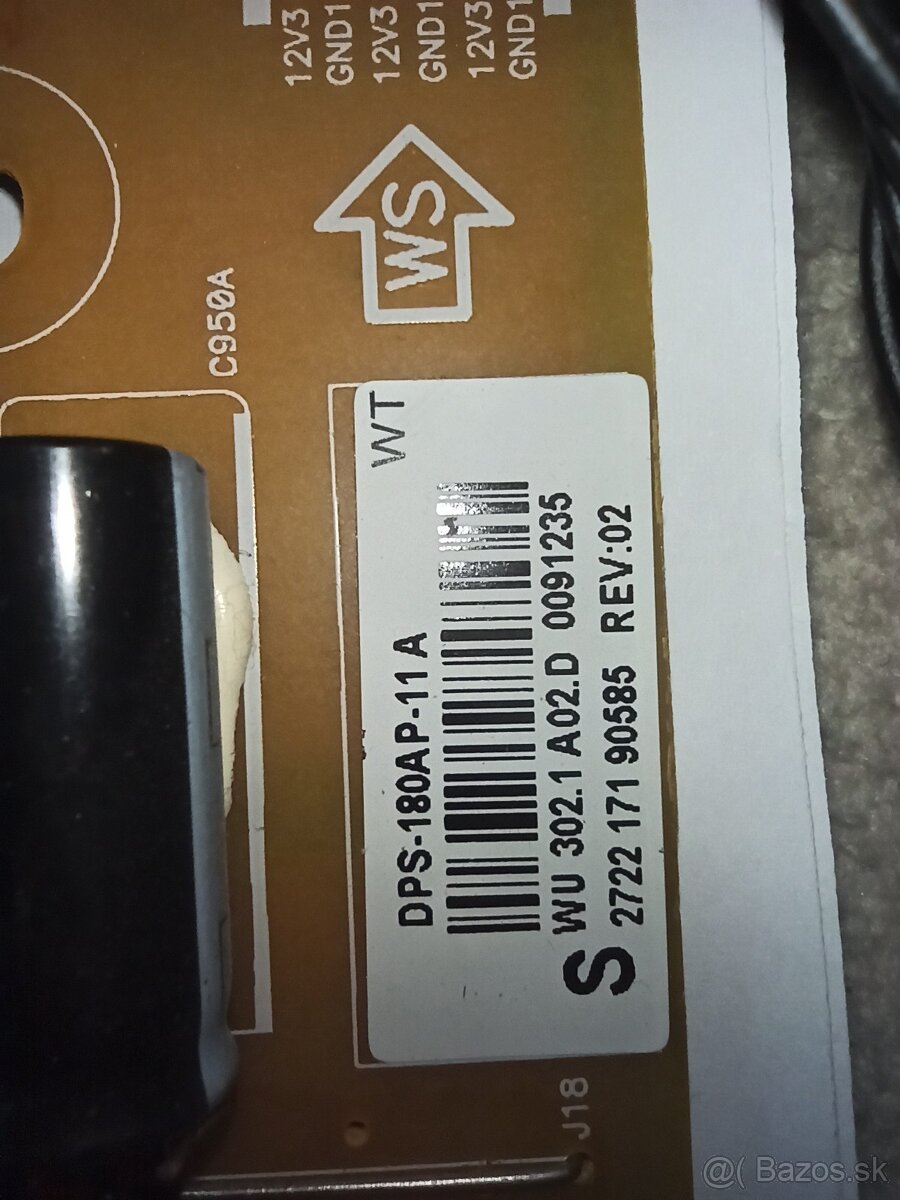 12V3
GND1
12V3
GND1
12V3
GND1
WS
C950A
WT
DPS-180AP-11 A
WU 302.1 A02.D 0091235
S 2722 171 90585 REV:02
J18
@( Bazos.sk